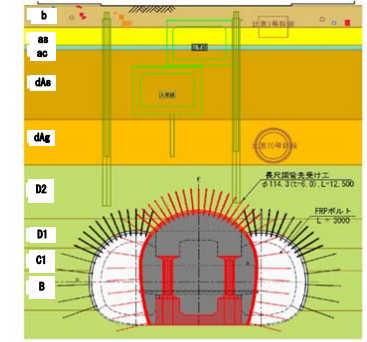 b
as
ac
dAs
dAg
D2
長尺鋼管先受け工
φ114.3(t=6.0),L=12,500
FRPボルト
L = 3000
D1
C1
B